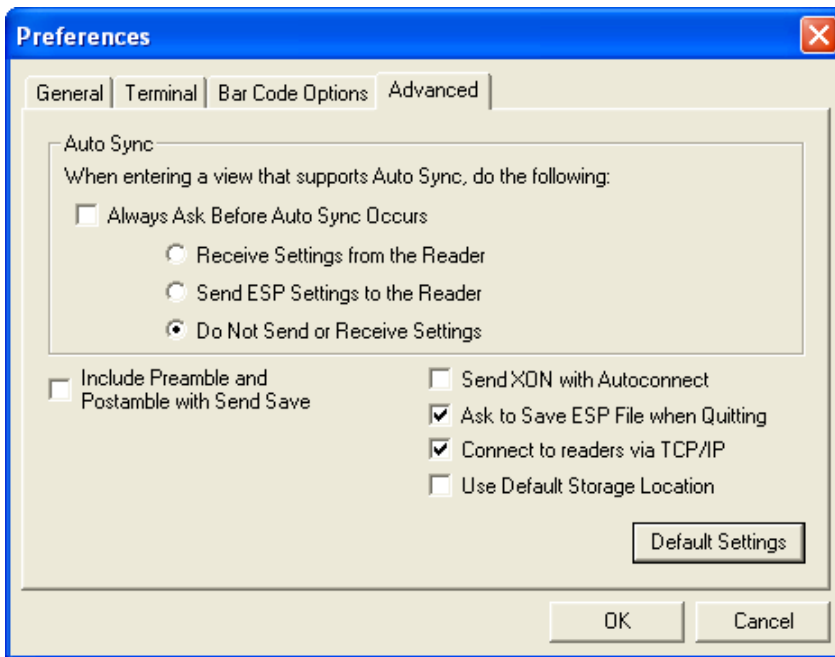 Preferences
General Terminal Bar Code Options Advanced
Auto Sync
When entering a view that supports Auto Sync, do the following:
Always Ask Before Auto Sync Occurs
Receive Settings from the Reader
Send ESP Settings to the Reader
Do Not Send or Receive Settings
Include Preamble and
Postamble with Send Save
Send XON with Autoconnect
Ask to Save ESP File when Quitting
Connect to readers via TCP/IP
Use Default Storage Location
Default Settings
OK Cancel